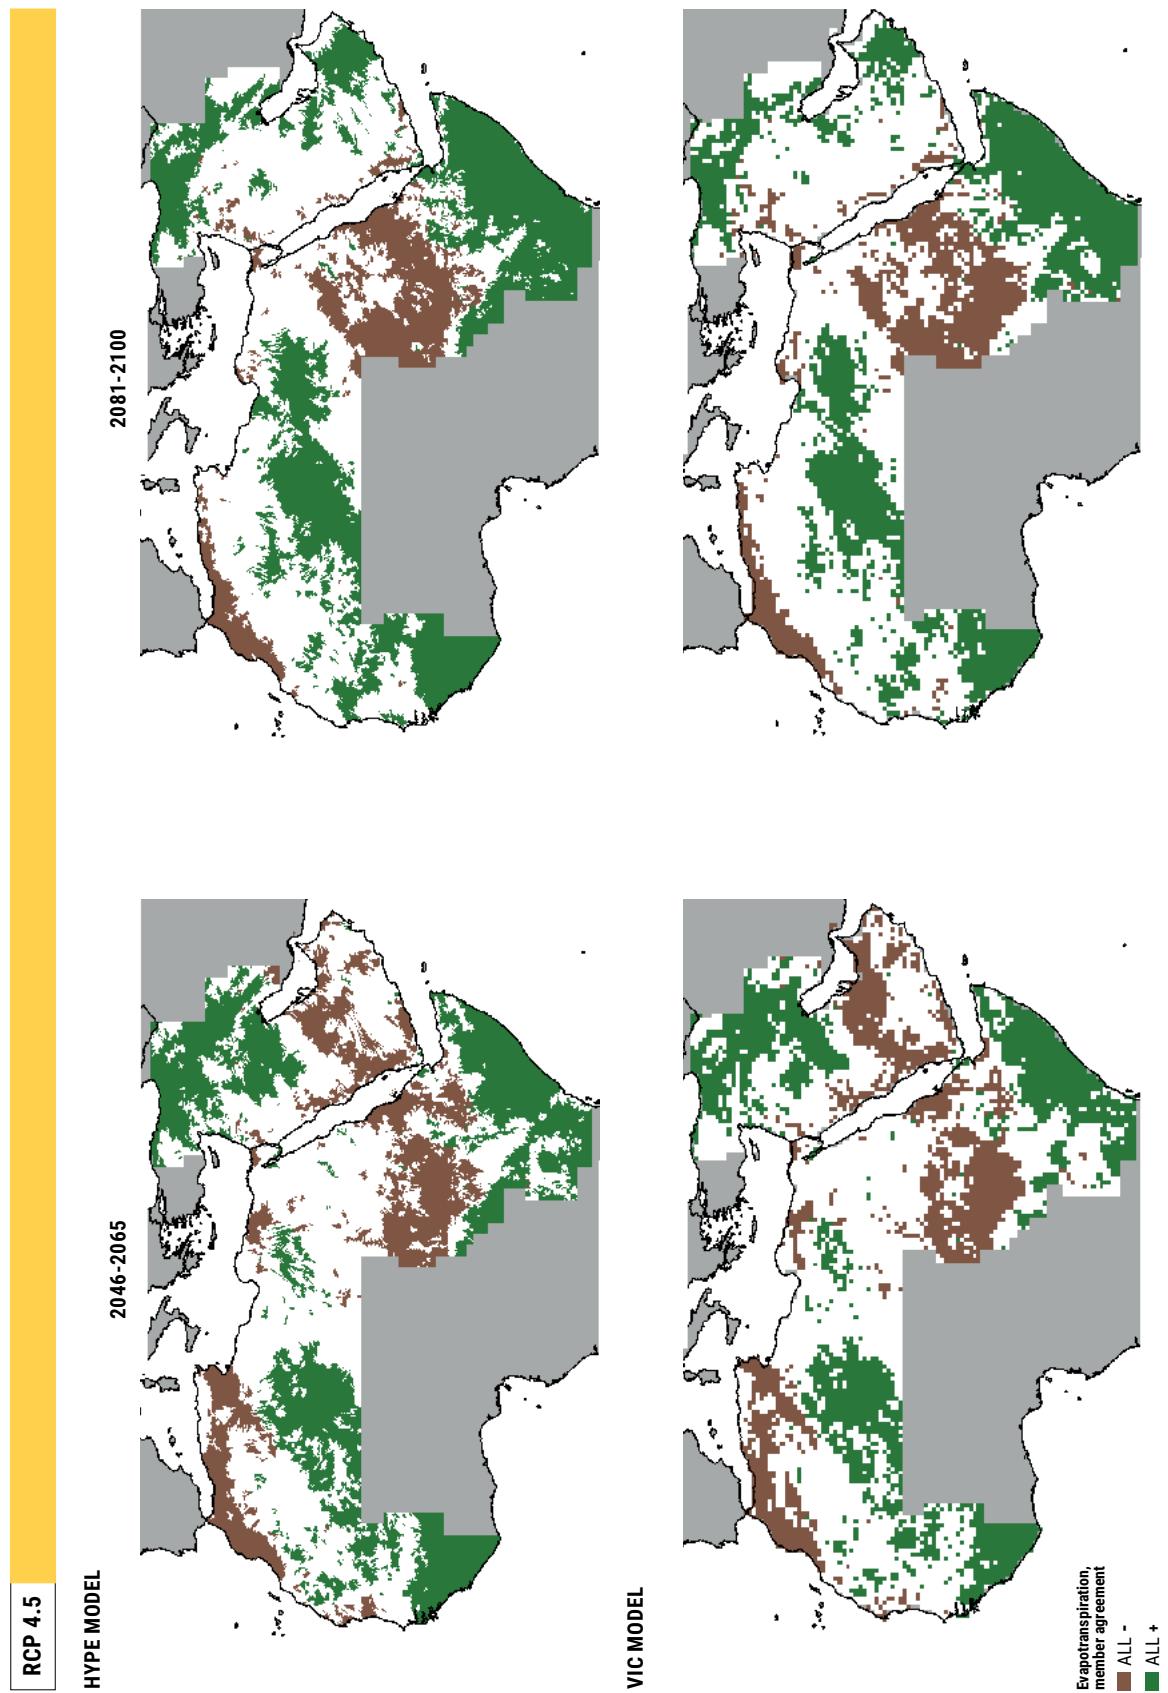 RCP 4.5
HYPE MODEL
2046-2065
2081-2100
VIC MODEL
Evapotranspiration,
member agreement
ALL -
ALL +